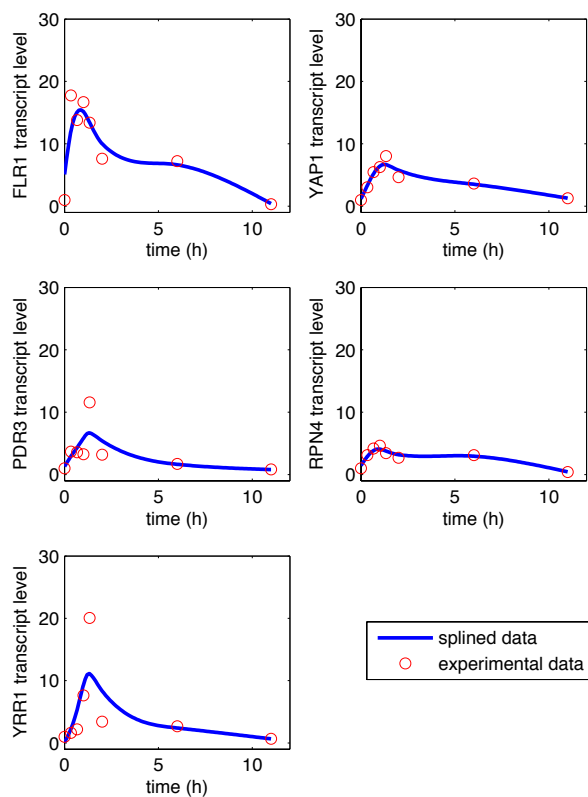 30
20
10
0
FLR1 transcript level
0
5
10
time (h)
30
20
10
0
YAP1 transcript level
0
5
10
time (h)
30
20
10
0
PDR3 transcript level
0
5
10
time (h)
30
20
10
0
RPN4 transcript level
0
5
10
time (h)
30
20
10
0
YRR1 transcript level
0
5
10
time (h)
splined data
experimental data